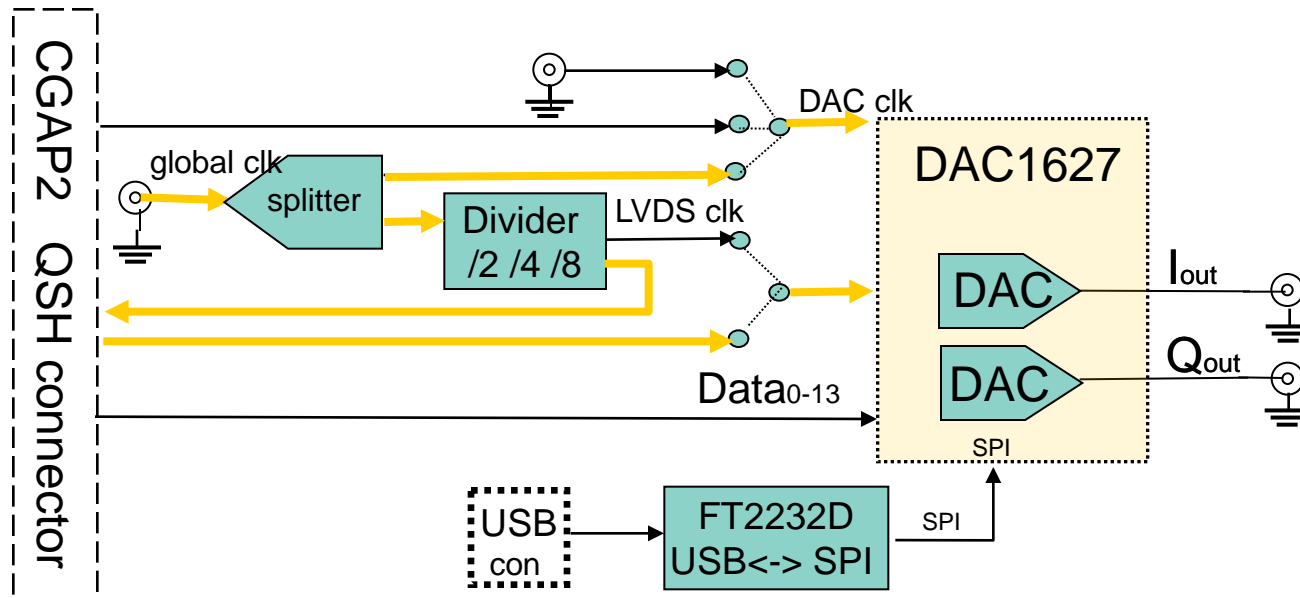 CGAP2 QSH connector
DAC clk
global clk
splitter
DAC1627
Divider
/2 /4 /8
LVDS clk
DAC
Iout
DAC
Qout
Data0-13
SPI
USB
con
FT2232D
USB<-> SPI
SPI